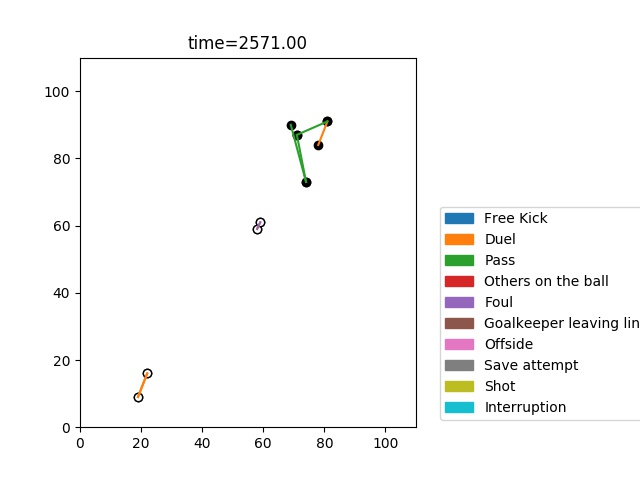 time=2571.00
100
80
60
40
20
0
0 20 40 60 80 100
Free Kick
Duel
Pass
Others on the ball
Foul
Goalkeeper leaving lin
Offside
Save attempt
Shot
Interruption